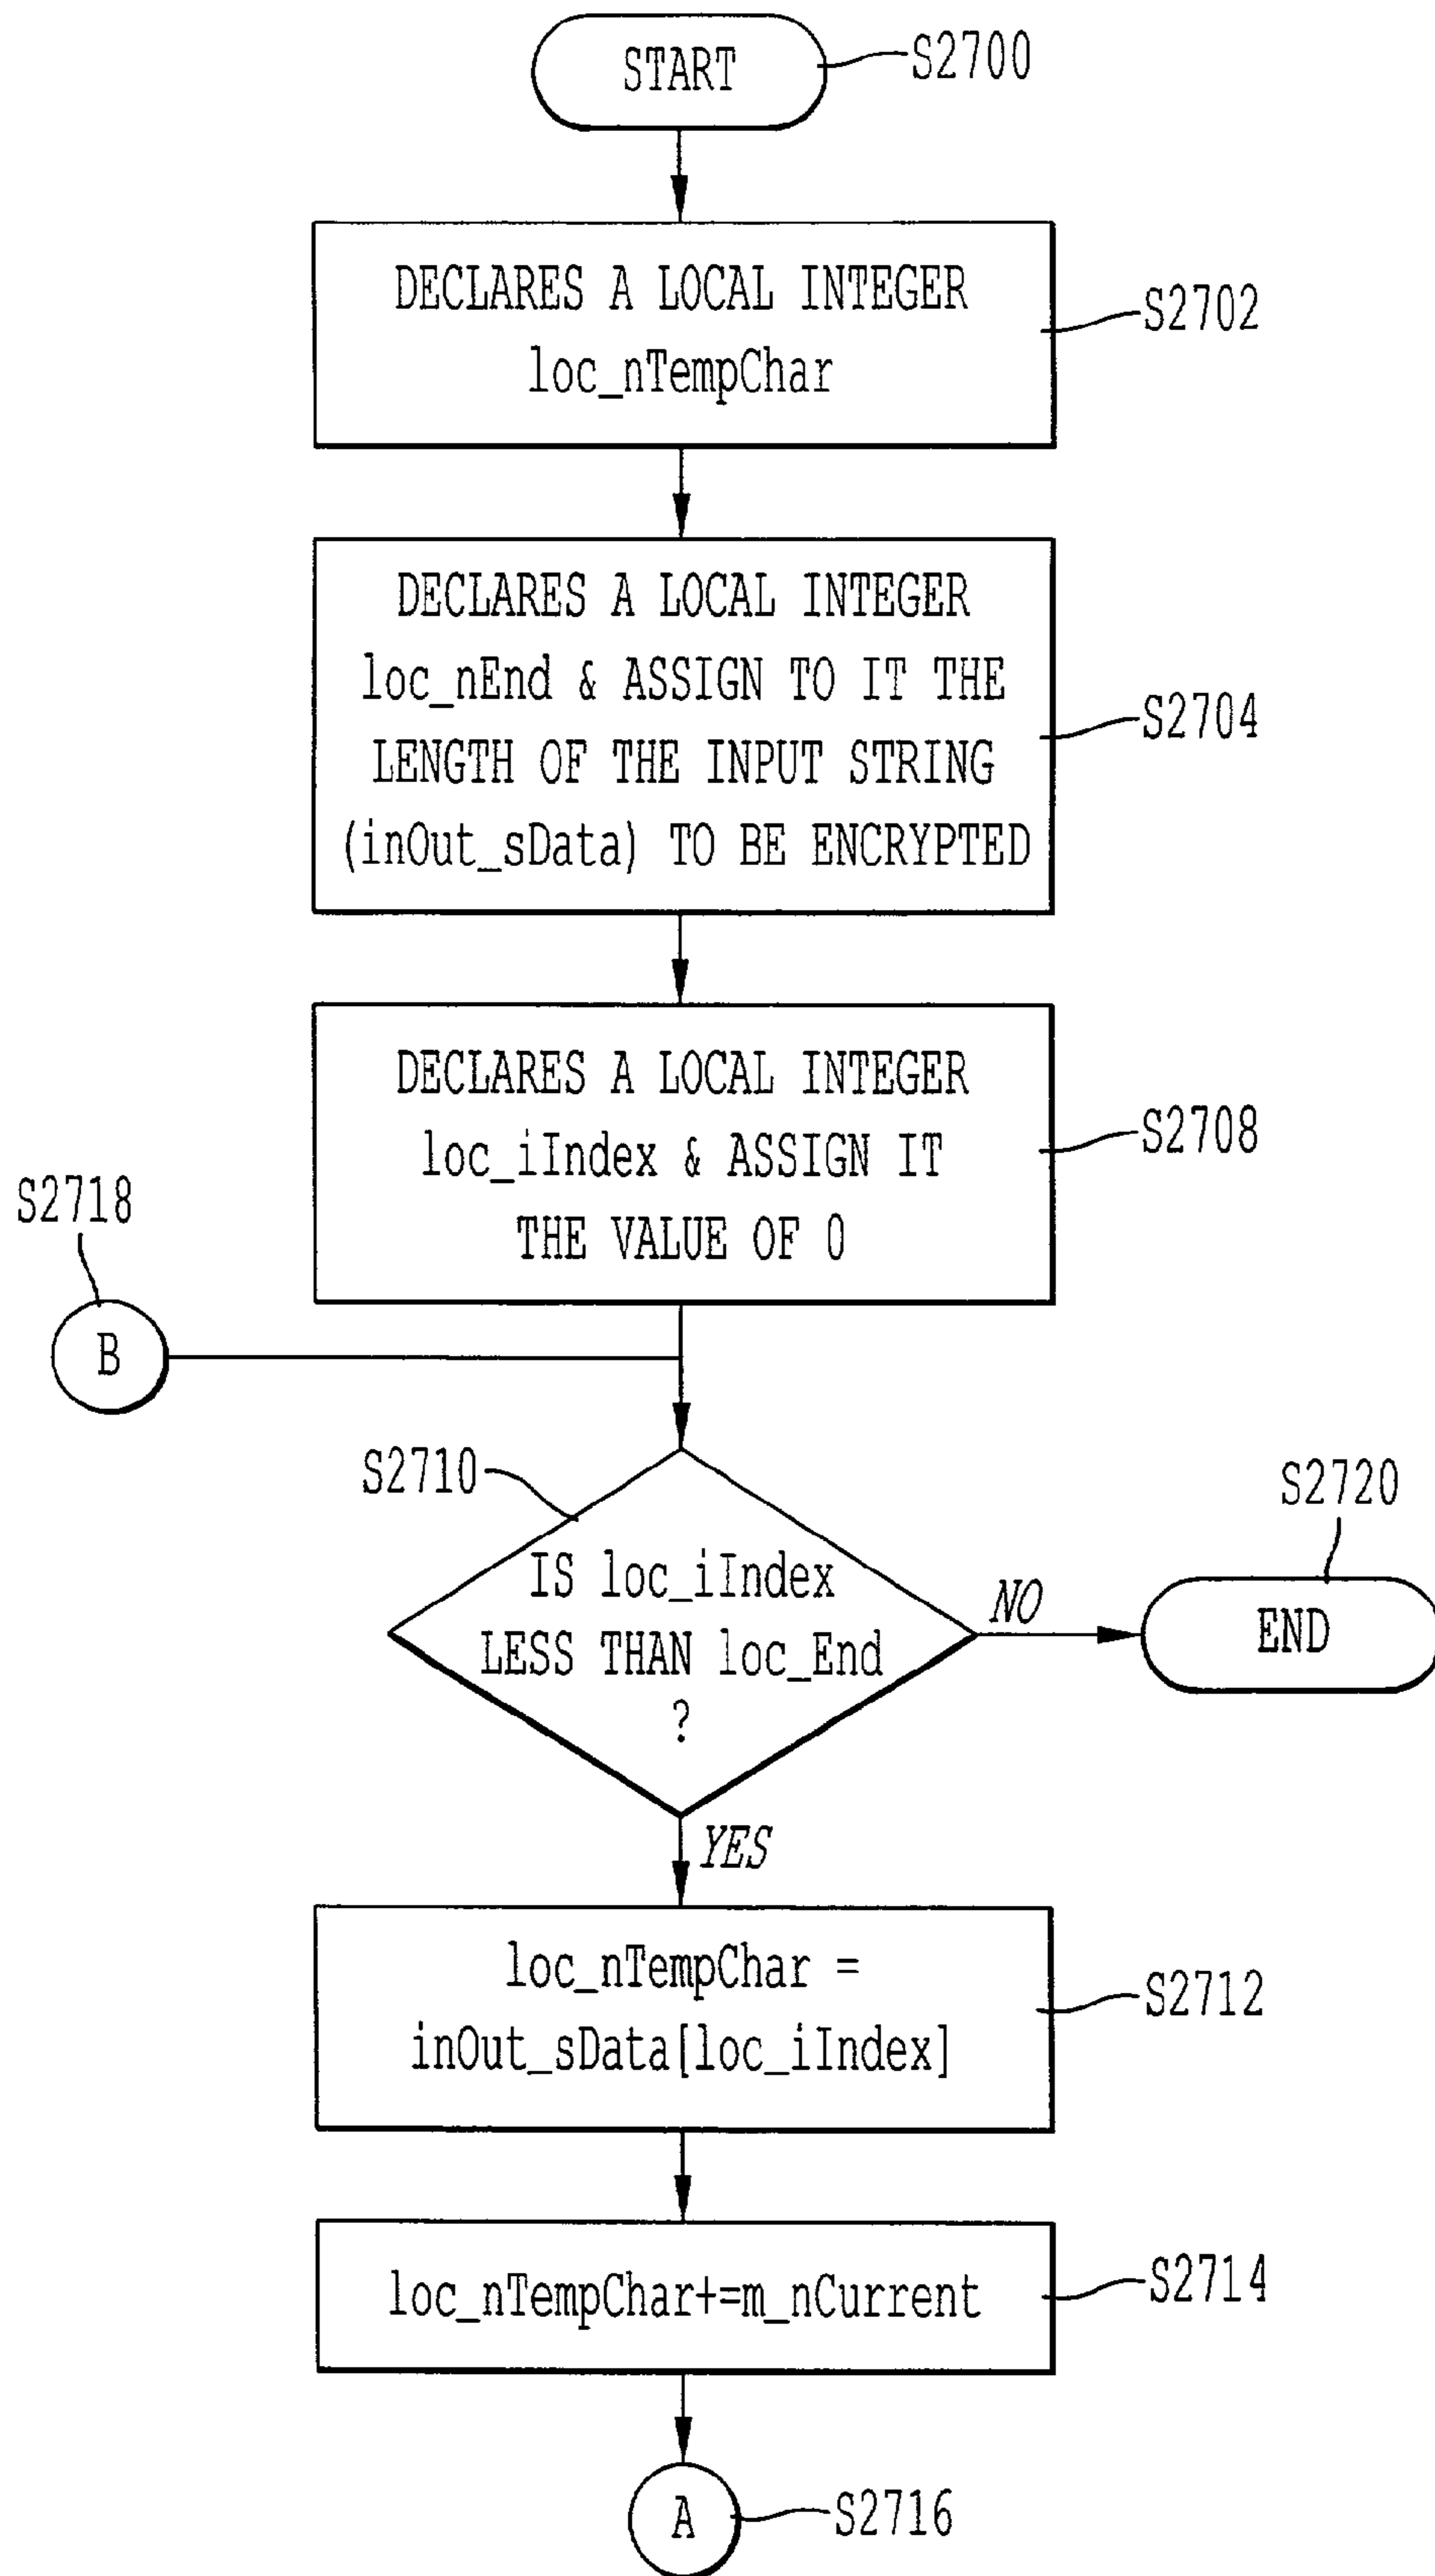 START
S2700
DECLARES A LOCAL INTEGER
loc_nTempChar
S2702
DECLARES A LOCAL INTEGER
loc_nEnd & ASSIGN TO IT THE
LENGTH OF THE INPUT STRING
(inOut_sData) TO BE ENCRYPTED
S2704
DECLARES A LOCAL INTEGER
loc_iIndex & ASSIGN IT
THE VALUE OF 0
S2708
S2718
B
S2710
IS loc_iIndex
LESS THAN loc_End
?
NO
S2720
END
YES
loc_nTempChar =
inOut_sData[loc_iIndex]
S2712
loc_nTempChar+=m_nCurrent
S2714
A
S2716